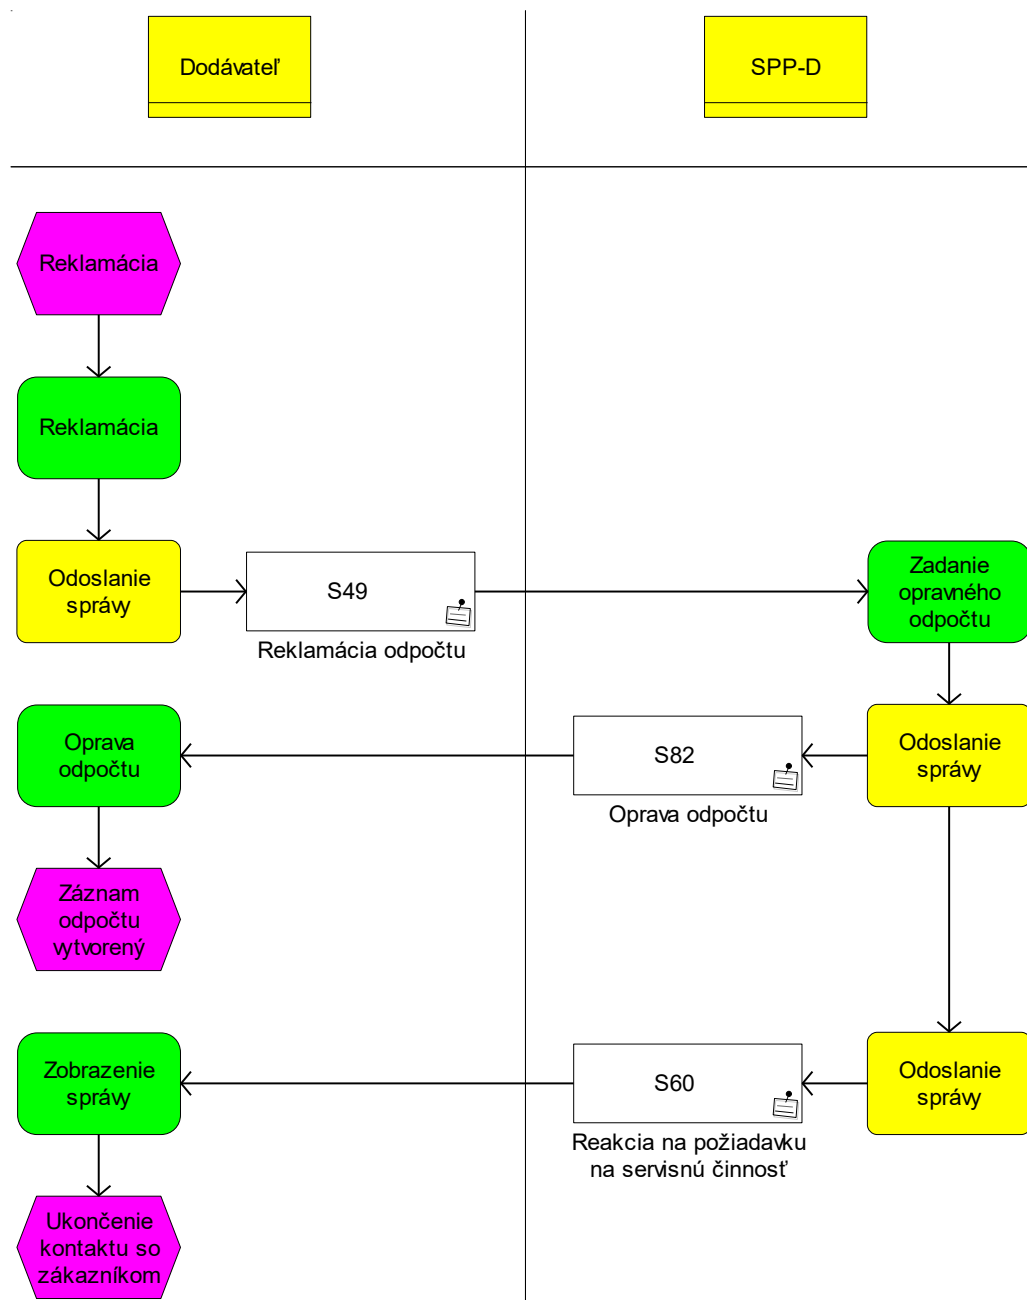 Dodávateľ
SPP-D
Reklamácia
Reklamácia
Odoslanie
správy
S49
Reklamácia odpočtu
Zadanie
opravného
odpočtu
Oprava
odpočtu
S82
Oprava odpočtu
Odoslanie
správy
Záznam
odpočtu
vytvorený
Zobrazenie
správy
S60
Reakcia na požiadavku
na servisnú činnosť
Odoslanie
správy
Ukončenie
kontaktu so
zákazníkom